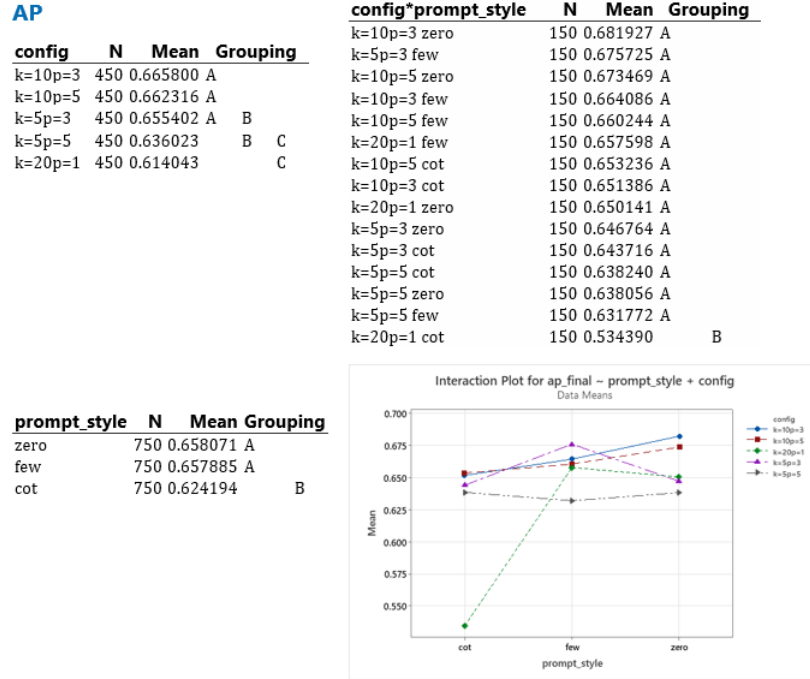 AP
config N Mean Grouping
k=10p=3 450 0.665800 A
k=10p=5 450 0.662316 A
k=5p=3 450 0.655402 A B
k=5p=5 450 0.636023 B C
k=20p=1 450 0.614043 C
config*prompt_style N Mean Grouping
k=10p=3 zero 150 0.681927 A
k=5p=3 few 150 0.675725 A
k=10p=5 zero 150 0.673469 A
k=10p=3 few 150 0.664086 A
k=10p=5 few 150 0.660244 A
k=20p=1 few 150 0.657598 A
k=10p=5 cot 150 0.653236 A
k=10p=3 cot 150 0.651386 A
k=20p=1 zero 150 0.650141 A
k=5p=3 zero 150 0.646764 A
k=5p=3 cot 150 0.643716 A
k=5p=5 cot 150 0.638240 A
k=5p=5 zero 150 0.638056 A
k=5p=5 few 150 0.631772 A
k=20p=1 cot 150 0.534390 B
prompt_style N Mean Grouping
zero 750 0.658071 A
few 750 0.657885 A
cot 750 0.624194 B
Interaction Plot for ap_final ~ prompt_style + config
Data Means
0.700
0.675
0.650
0.625
0.600
0.575
0.550
Mean
cot few zero
prompt_style
config
k=10p=3
k=10p=5
k=20p=1
k=5p=3
k=5p=5